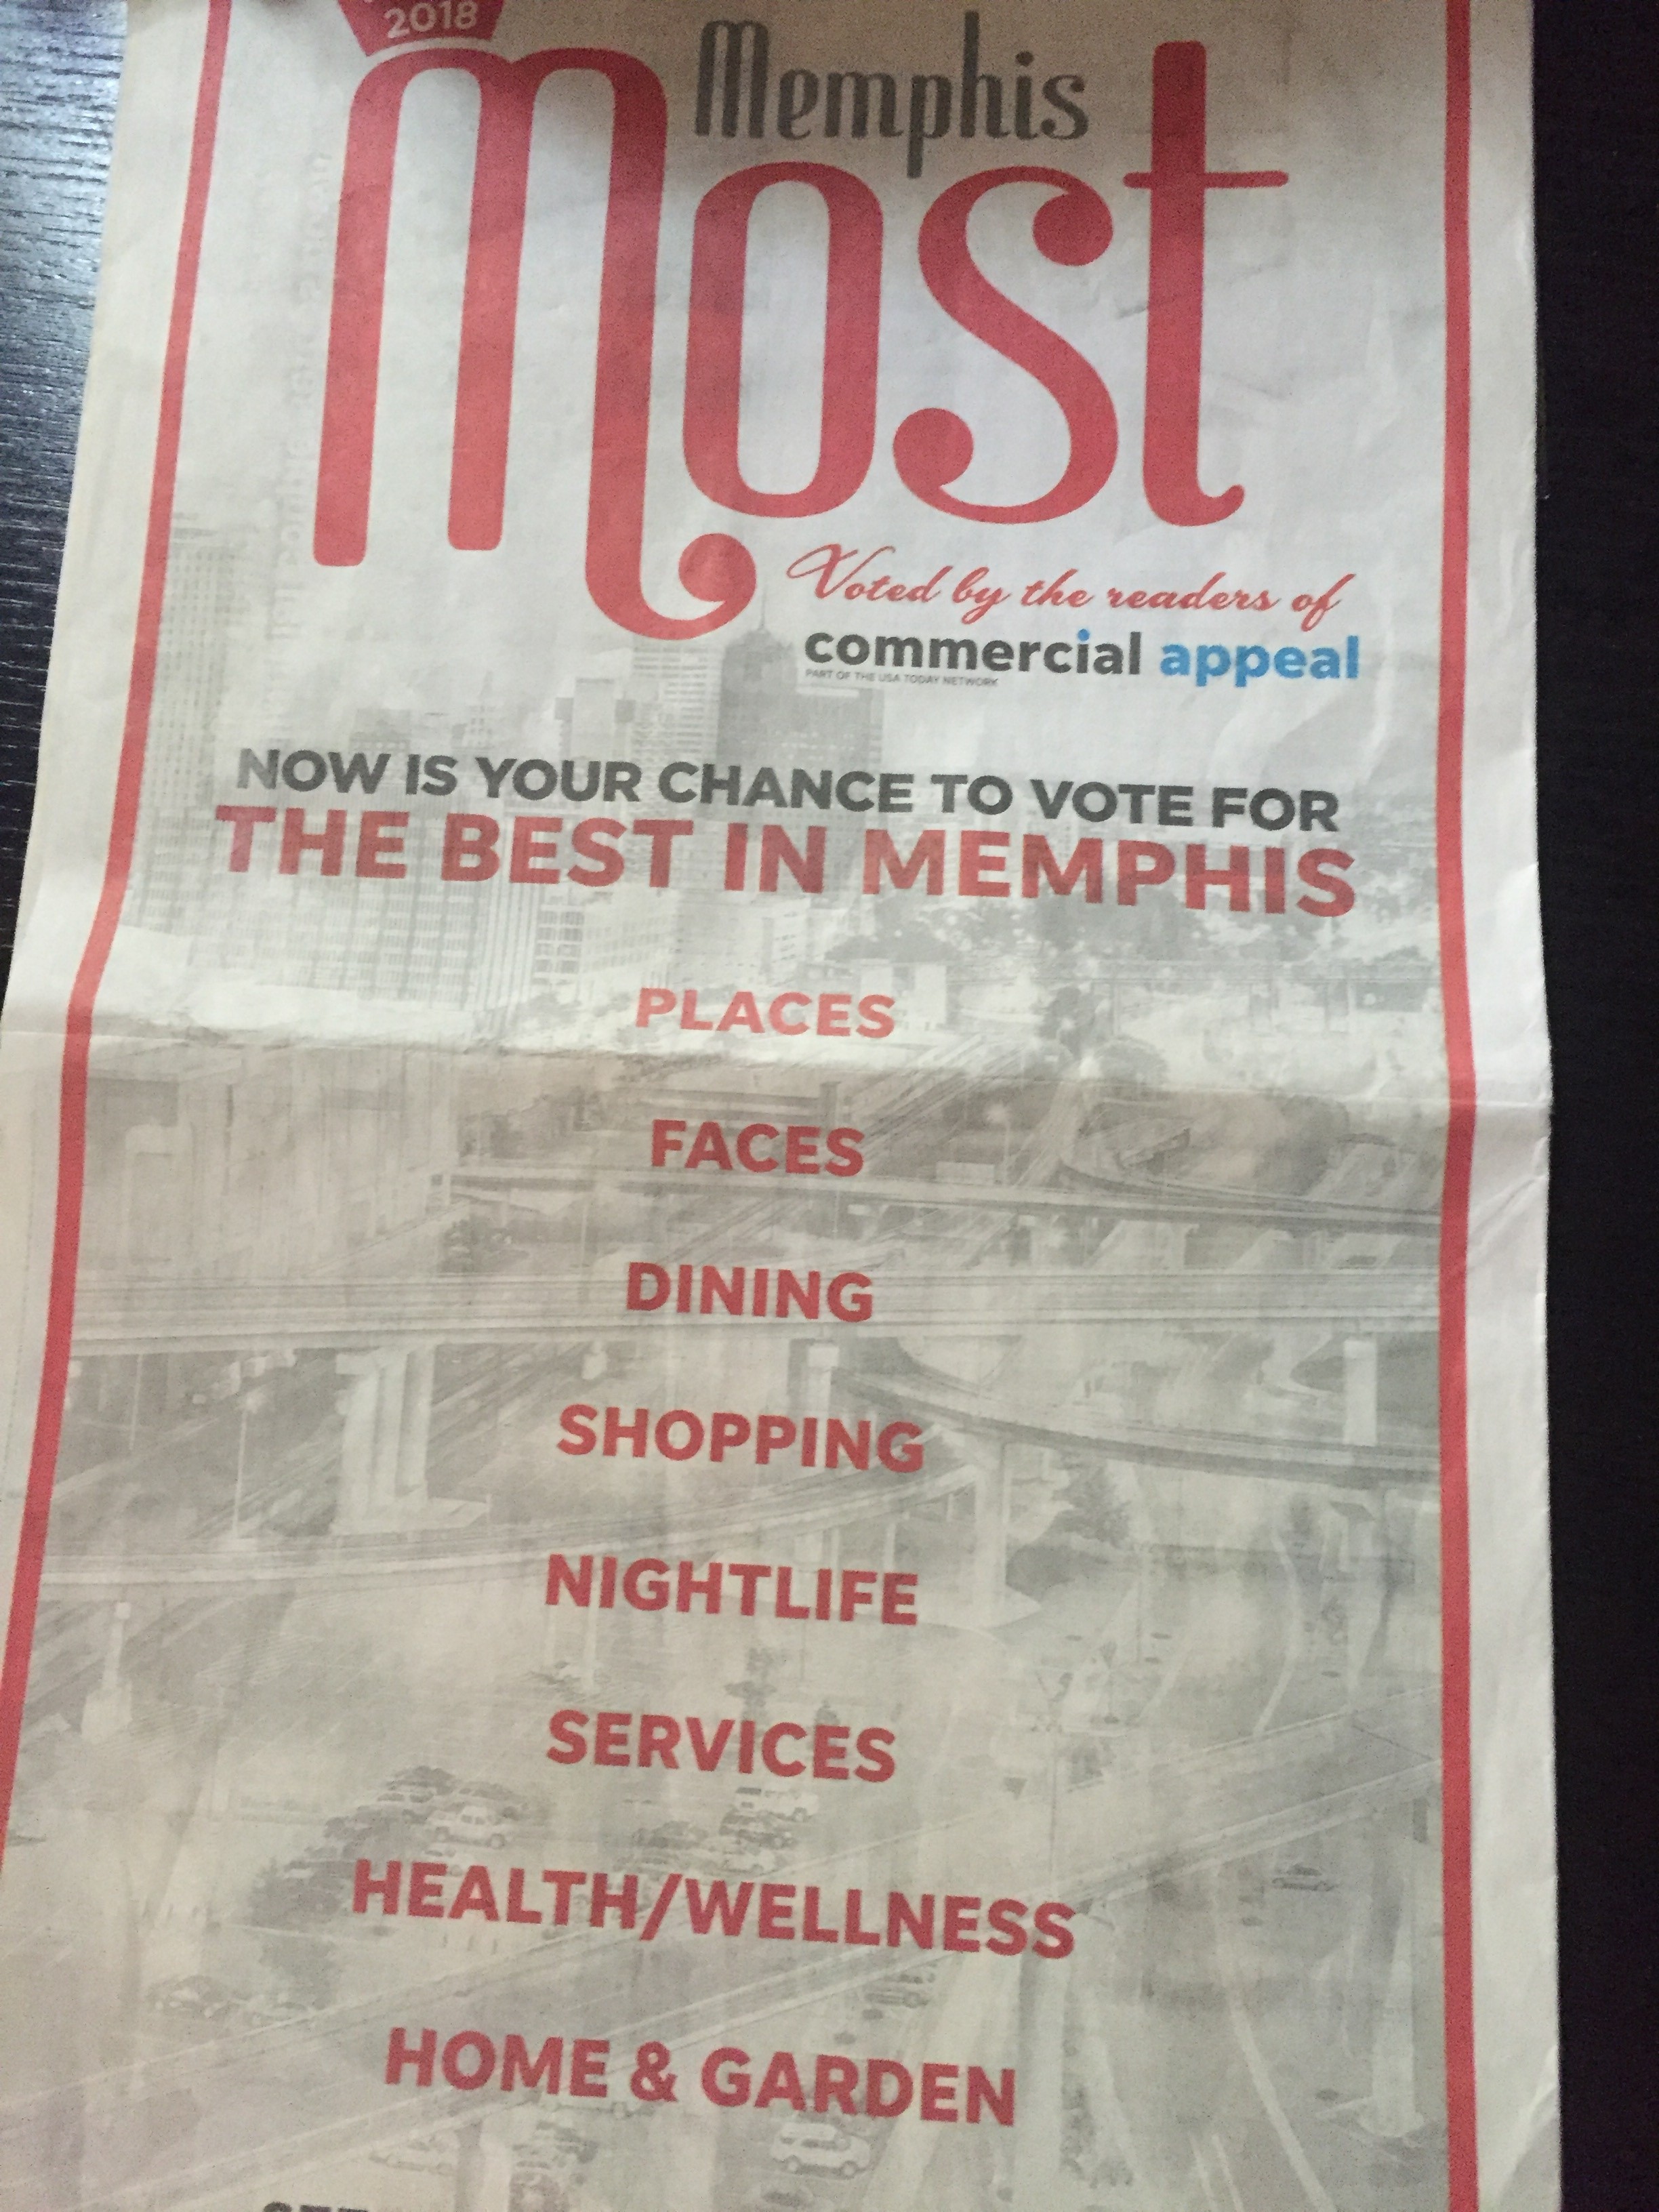 2018
Memphis
Most
Voted by the readers of
commercial appeal
PART OF THE USA TODAY NETWORK
NOW IS YOUR CHANCE TO VOTE FOR
THE BEST IN MEMPHIS
PLACES
FACES
DINING
SHOPPING
NIGHTLIFE
SERVICES
HEALTH/WELLNESS
HOME & GARDEN